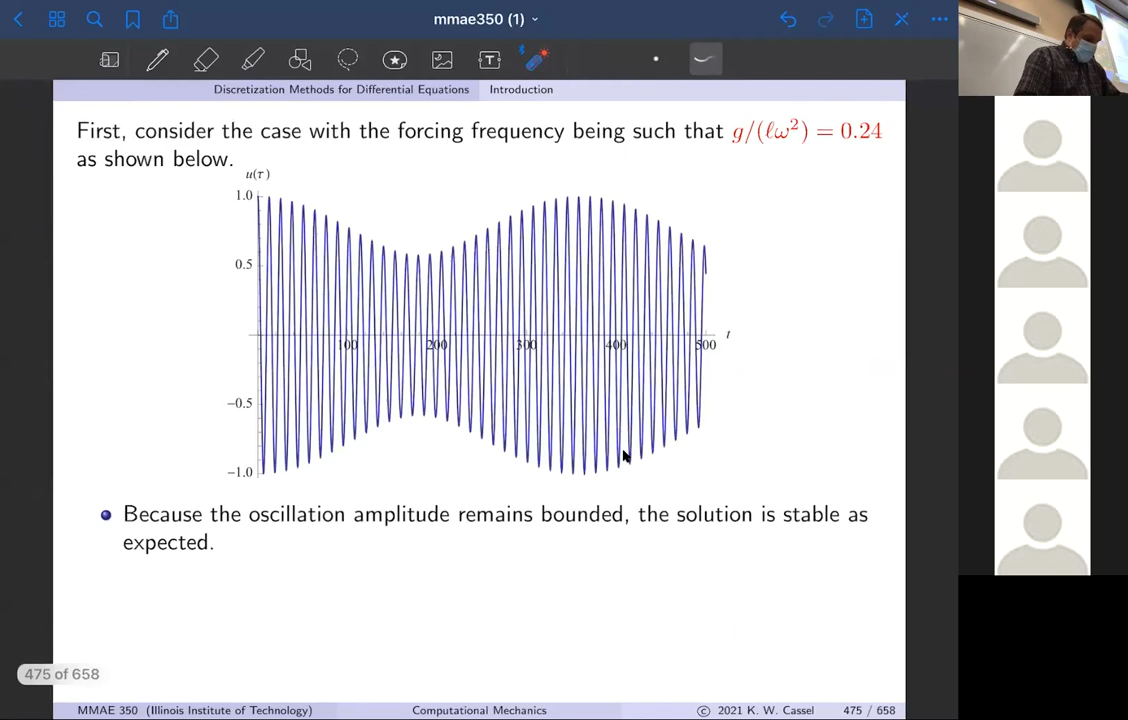 mmae350 (1)
Discretization Methods for Differential Equations Introduction
First, consider the case with the forcing frequency being such that g/(ℓω²) = 0.24
as shown below.
u(τ)
1.0
0.5
−0.5
−1.0
100 200 300 400 500 t
Because the oscillation amplitude remains bounded, the solution is stable as
expected.
475 of 658
MMAE 350 (Illinois Institute of Technology) Computational Mechanics © 2021 K. W. Cassel 475 / 658